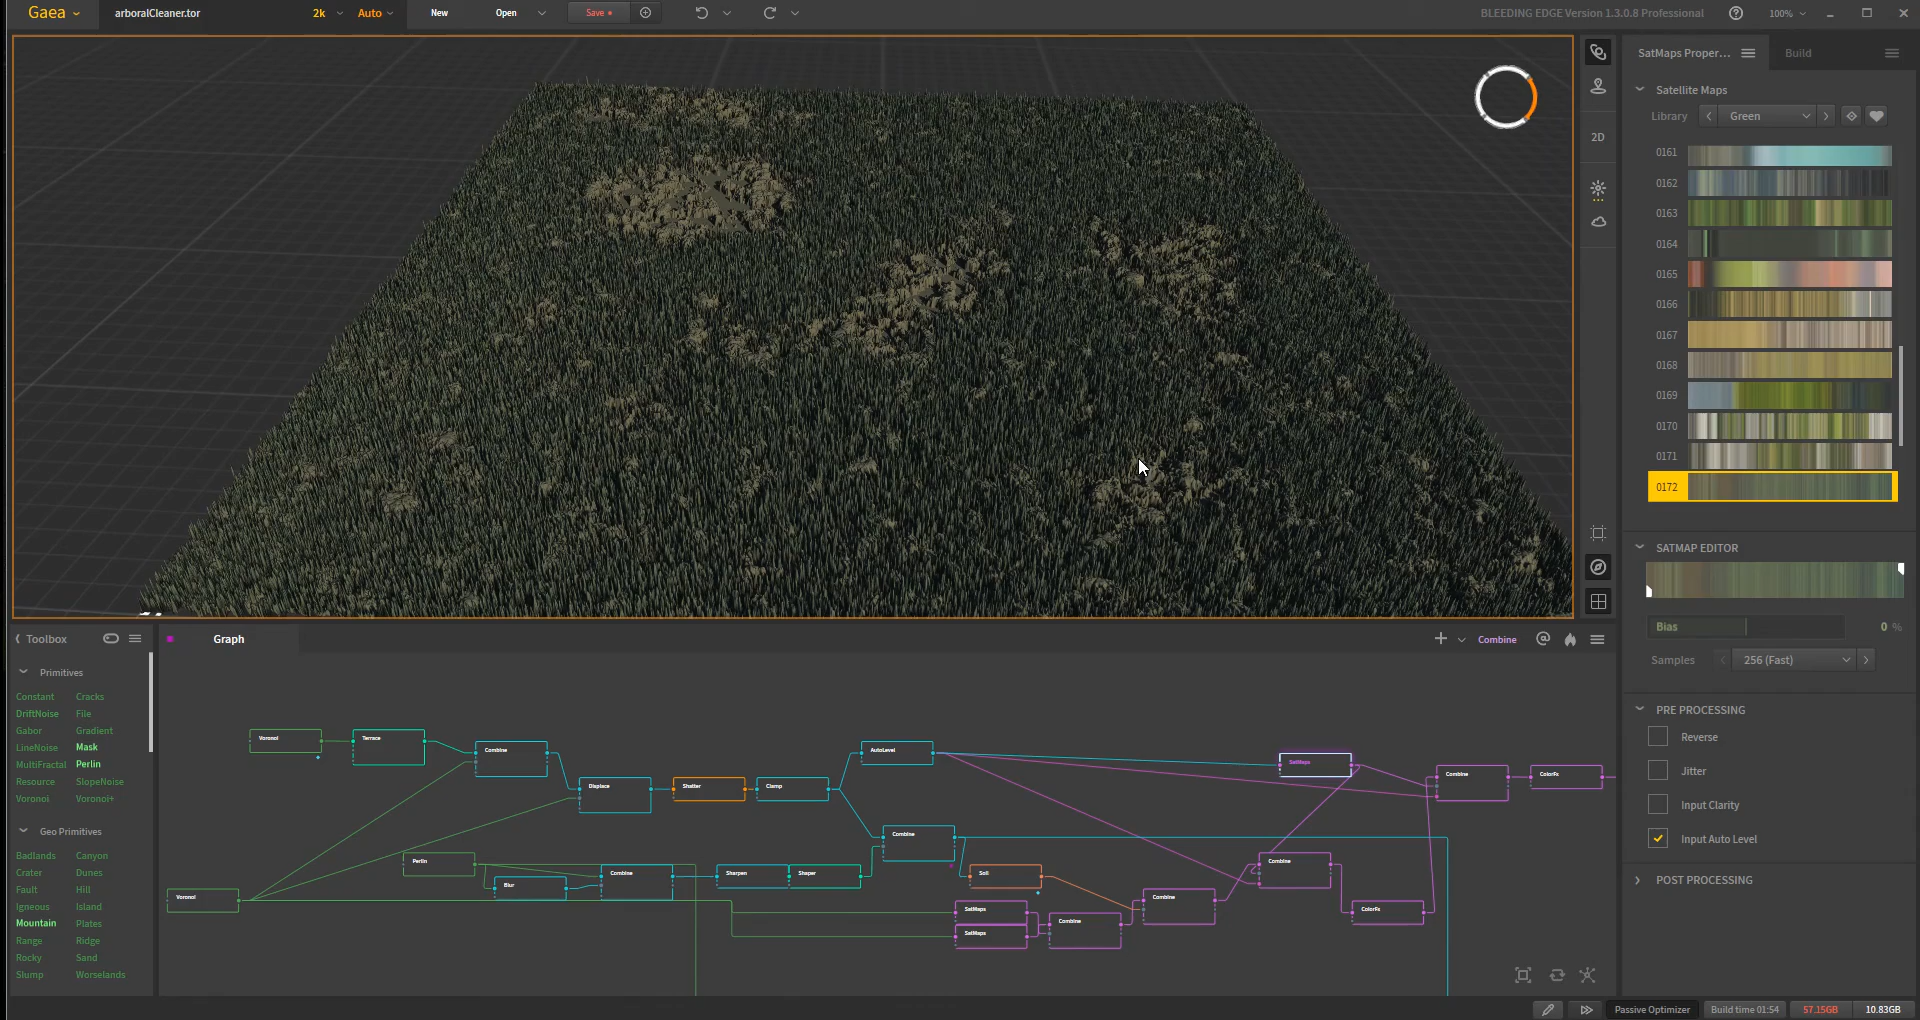 Gaea
arboralCleaner.tor
2k
Auto
New
Open
Save
BLEEDING EDGE Version 1.3.0.8 Professional
100%
SatMaps Proper...
Build
Satellite Maps
Library
Green
0161
0162
0163
0164
0165
0166
0167
0168
0169
0170
0171
0172
2D
SATMAP EDITOR
Bias
0 %
Samples
256 (Fast)
PRE PROCESSING
Reverse
Jitter
Input Clarity
Input Auto Level
POST PROCESSING
Toolbox
Primitives
Constant Cracks
DriftNoise File
Gabor Gradient
LineNoise Mask
MultiFractal Perlin
Resource SlopeNoise
Voronoi Voronoi+
Geo Primitives
Badlands Canyon
Crater Dunes
Fault Hill
Igneous Island
Mountain Plates
Range Ridge
Rocky Sand
Slump Worselands
Graph
Combine
Voronoi
Terrace
Combine
AutoLevel
SatMaps
Combine
ColorFx
Displace
Shatter
Clamp
Combine
Perlin
Combine
Blur
Sharpen
Shaper
Soil
Combine
Voronoi
SatMaps
SatMaps
Combine
Combine
ColorFx
Passive Optimizer
Build time 01:54
57.15GB
10.83GB